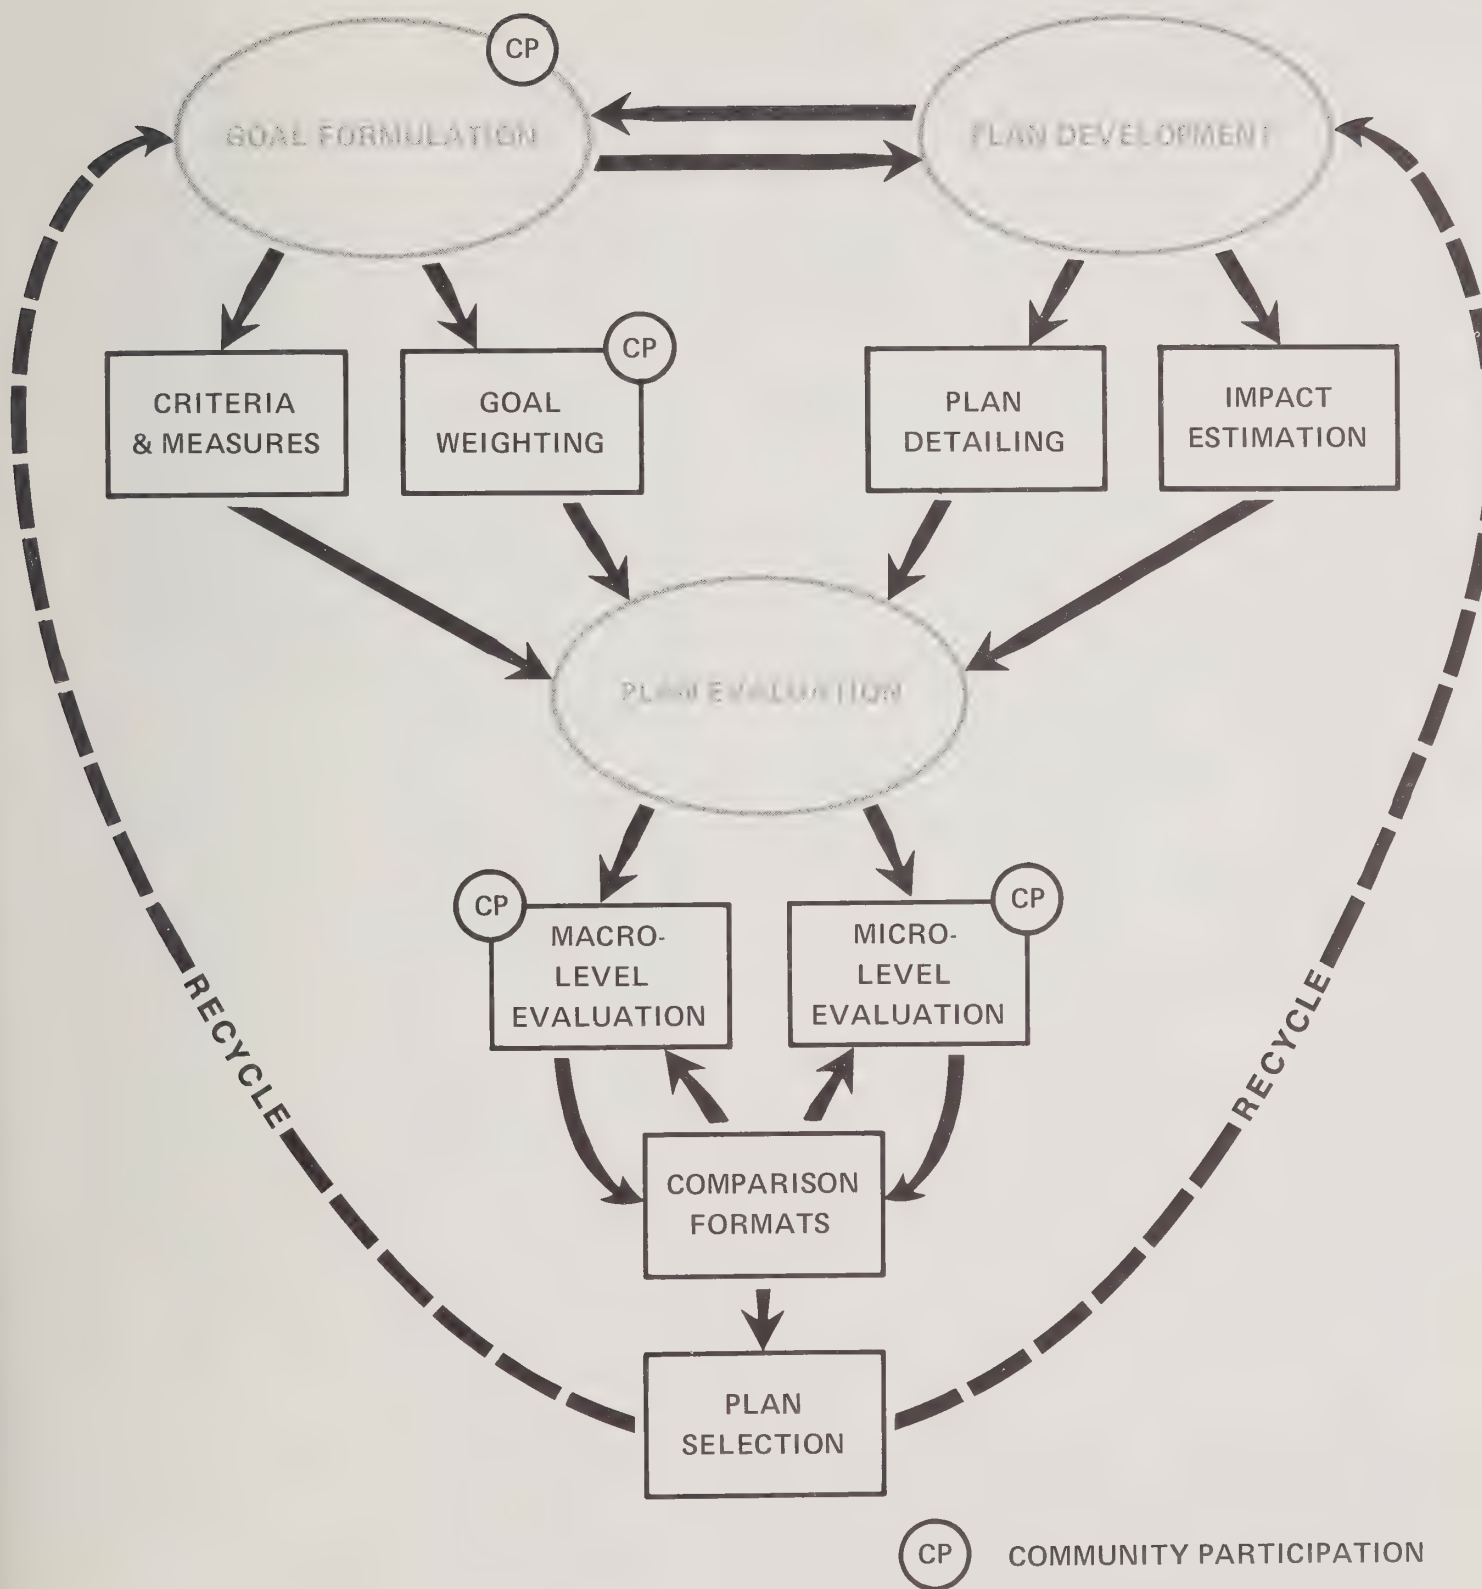 CP
GOAL FORMULATION
PLAN DEVELOPMENT
CP
CRITERIA
& MEASURES
GOAL
WEIGHTING
PLAN
DETAILING
IMPACT
ESTIMATION
PLAN EVALUATION
CP
MACRO-
LEVEL
EVALUATION
CP
MICRO-
LEVEL
EVALUATION
RECYCLE
RECYCLE
COMPARISON
FORMATS
PLAN
SELECTION
CP COMMUNITY PARTICIPATION